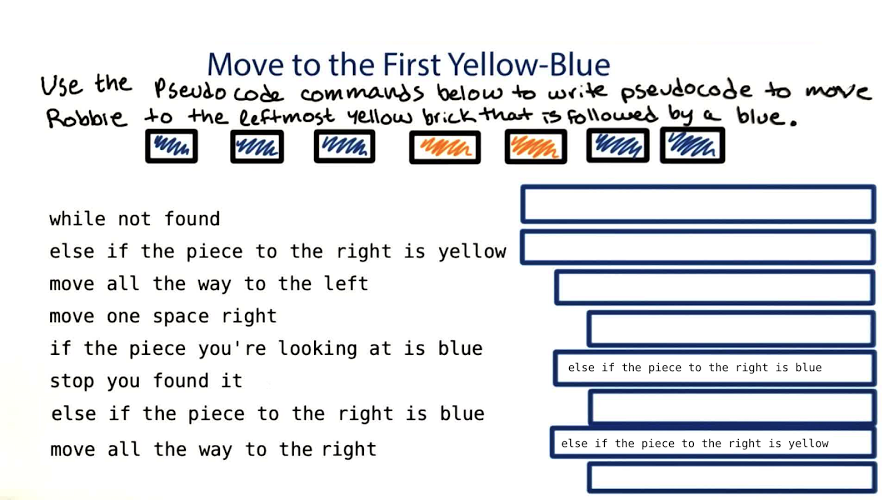 Move to the First Yellow-Blue
Use the Pseudocode commands below to write pseudocode to move
Robbie to the leftmost yellow brick that is followed by a blue.
while not found
else if the piece to the right is yellow
move all the way to the left
move one space right
if the piece you're looking at is blue
stop you found it
else if the piece to the right is blue
move all the way to the right
else if the piece to the right is blue
else if the piece to the right is yellow